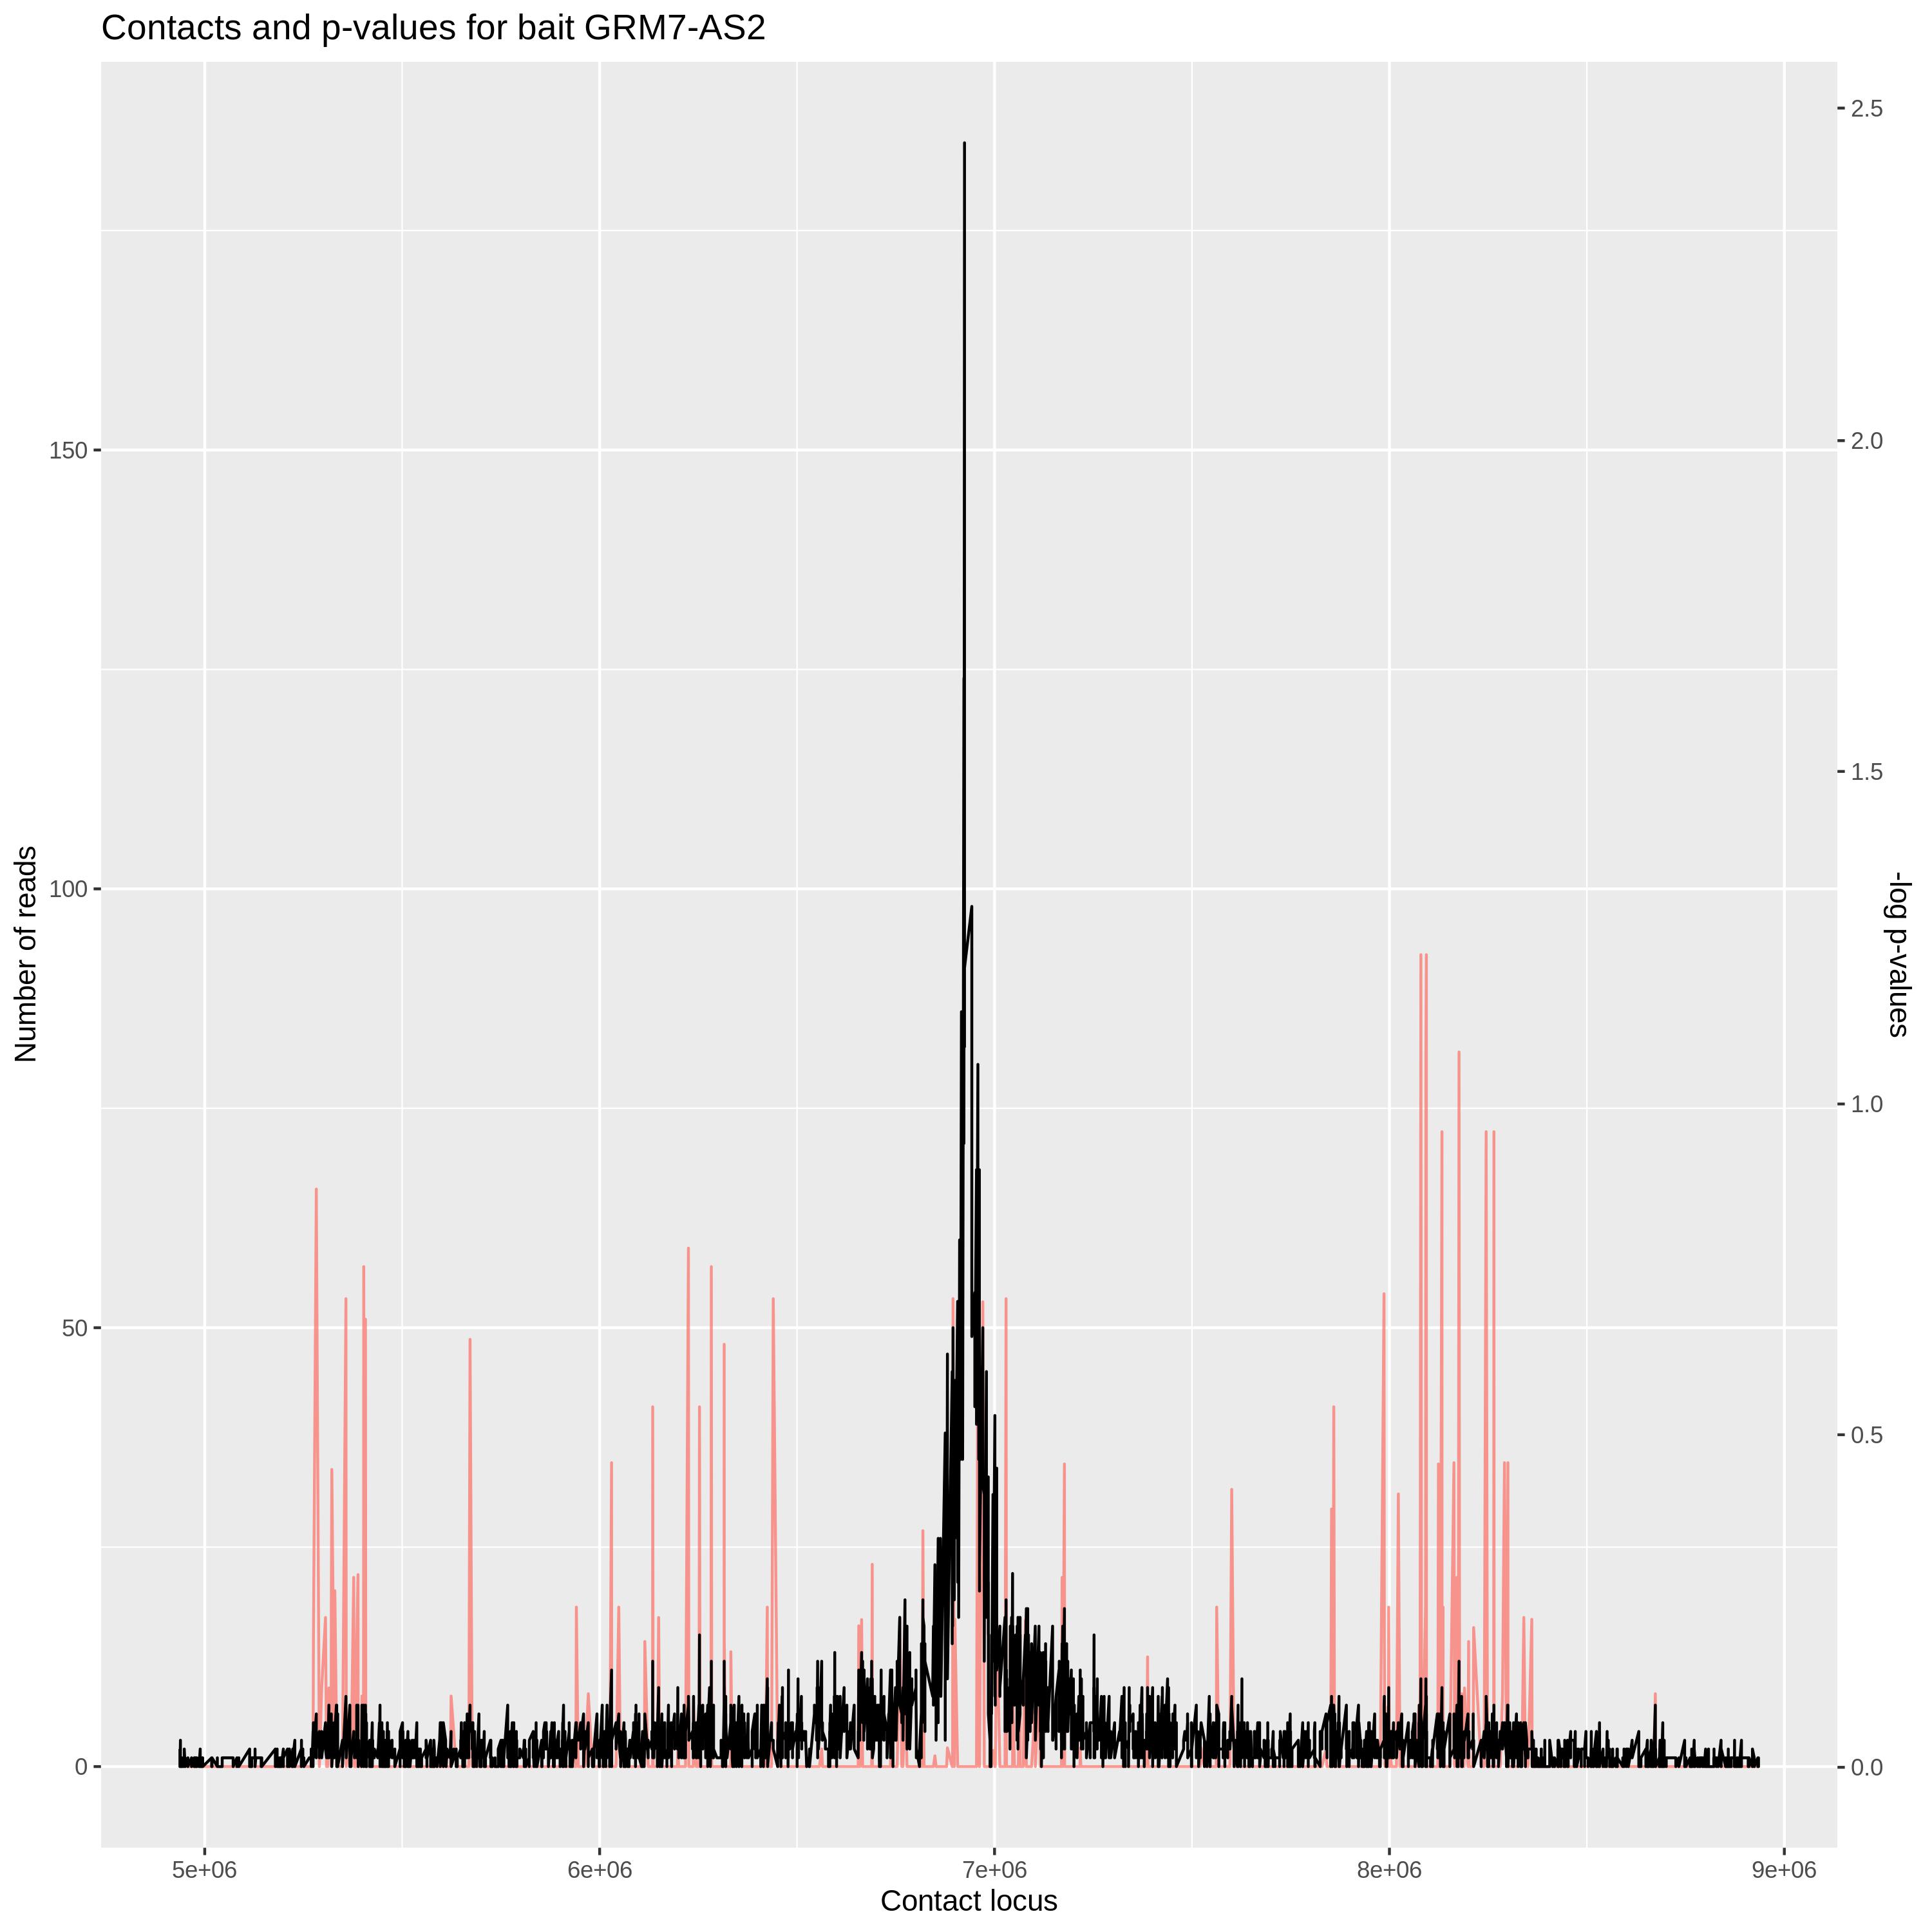 Contacts and p-values for bait GRM7-AS2
Number of reads
150
100
50
0
2.5
2.0
1.5
1.0
0.5
0.0
-log p-values
5e+06
6e+06
7e+06
8e+06
9e+06
Contact locus